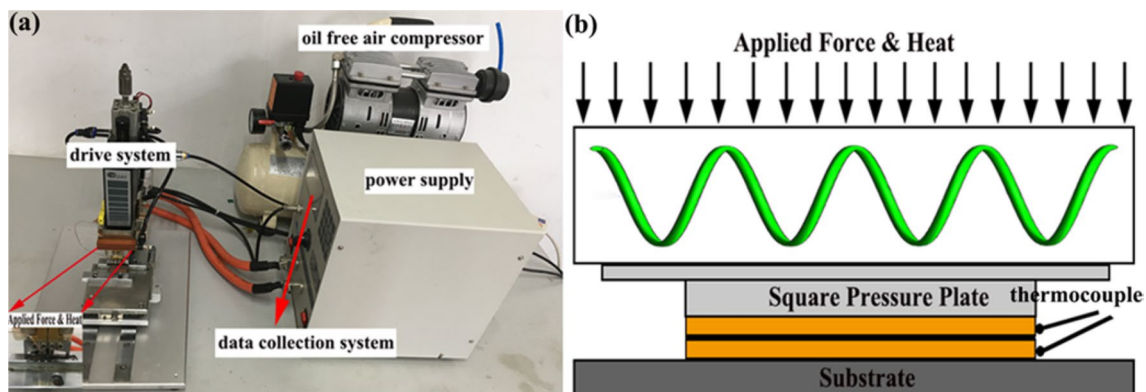 (a)
oil free air compressor
drive system
power supply
Applied Force & Heat
data collection system
(b)
Applied Force & Heat
Square Pressure Plate
thermocouple
Substrate